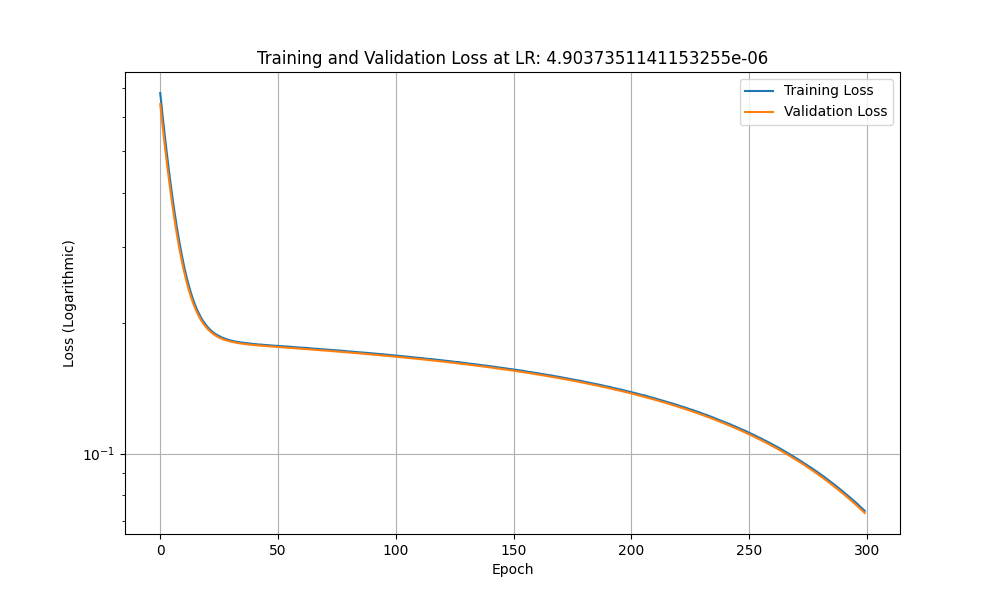 Training and Validation Loss at LR: 4.9037351141153255e-06
Training Loss
Validation Loss
Loss (Logarithmic)
10⁻¹
0 50 100 150 200 250 300
Epoch